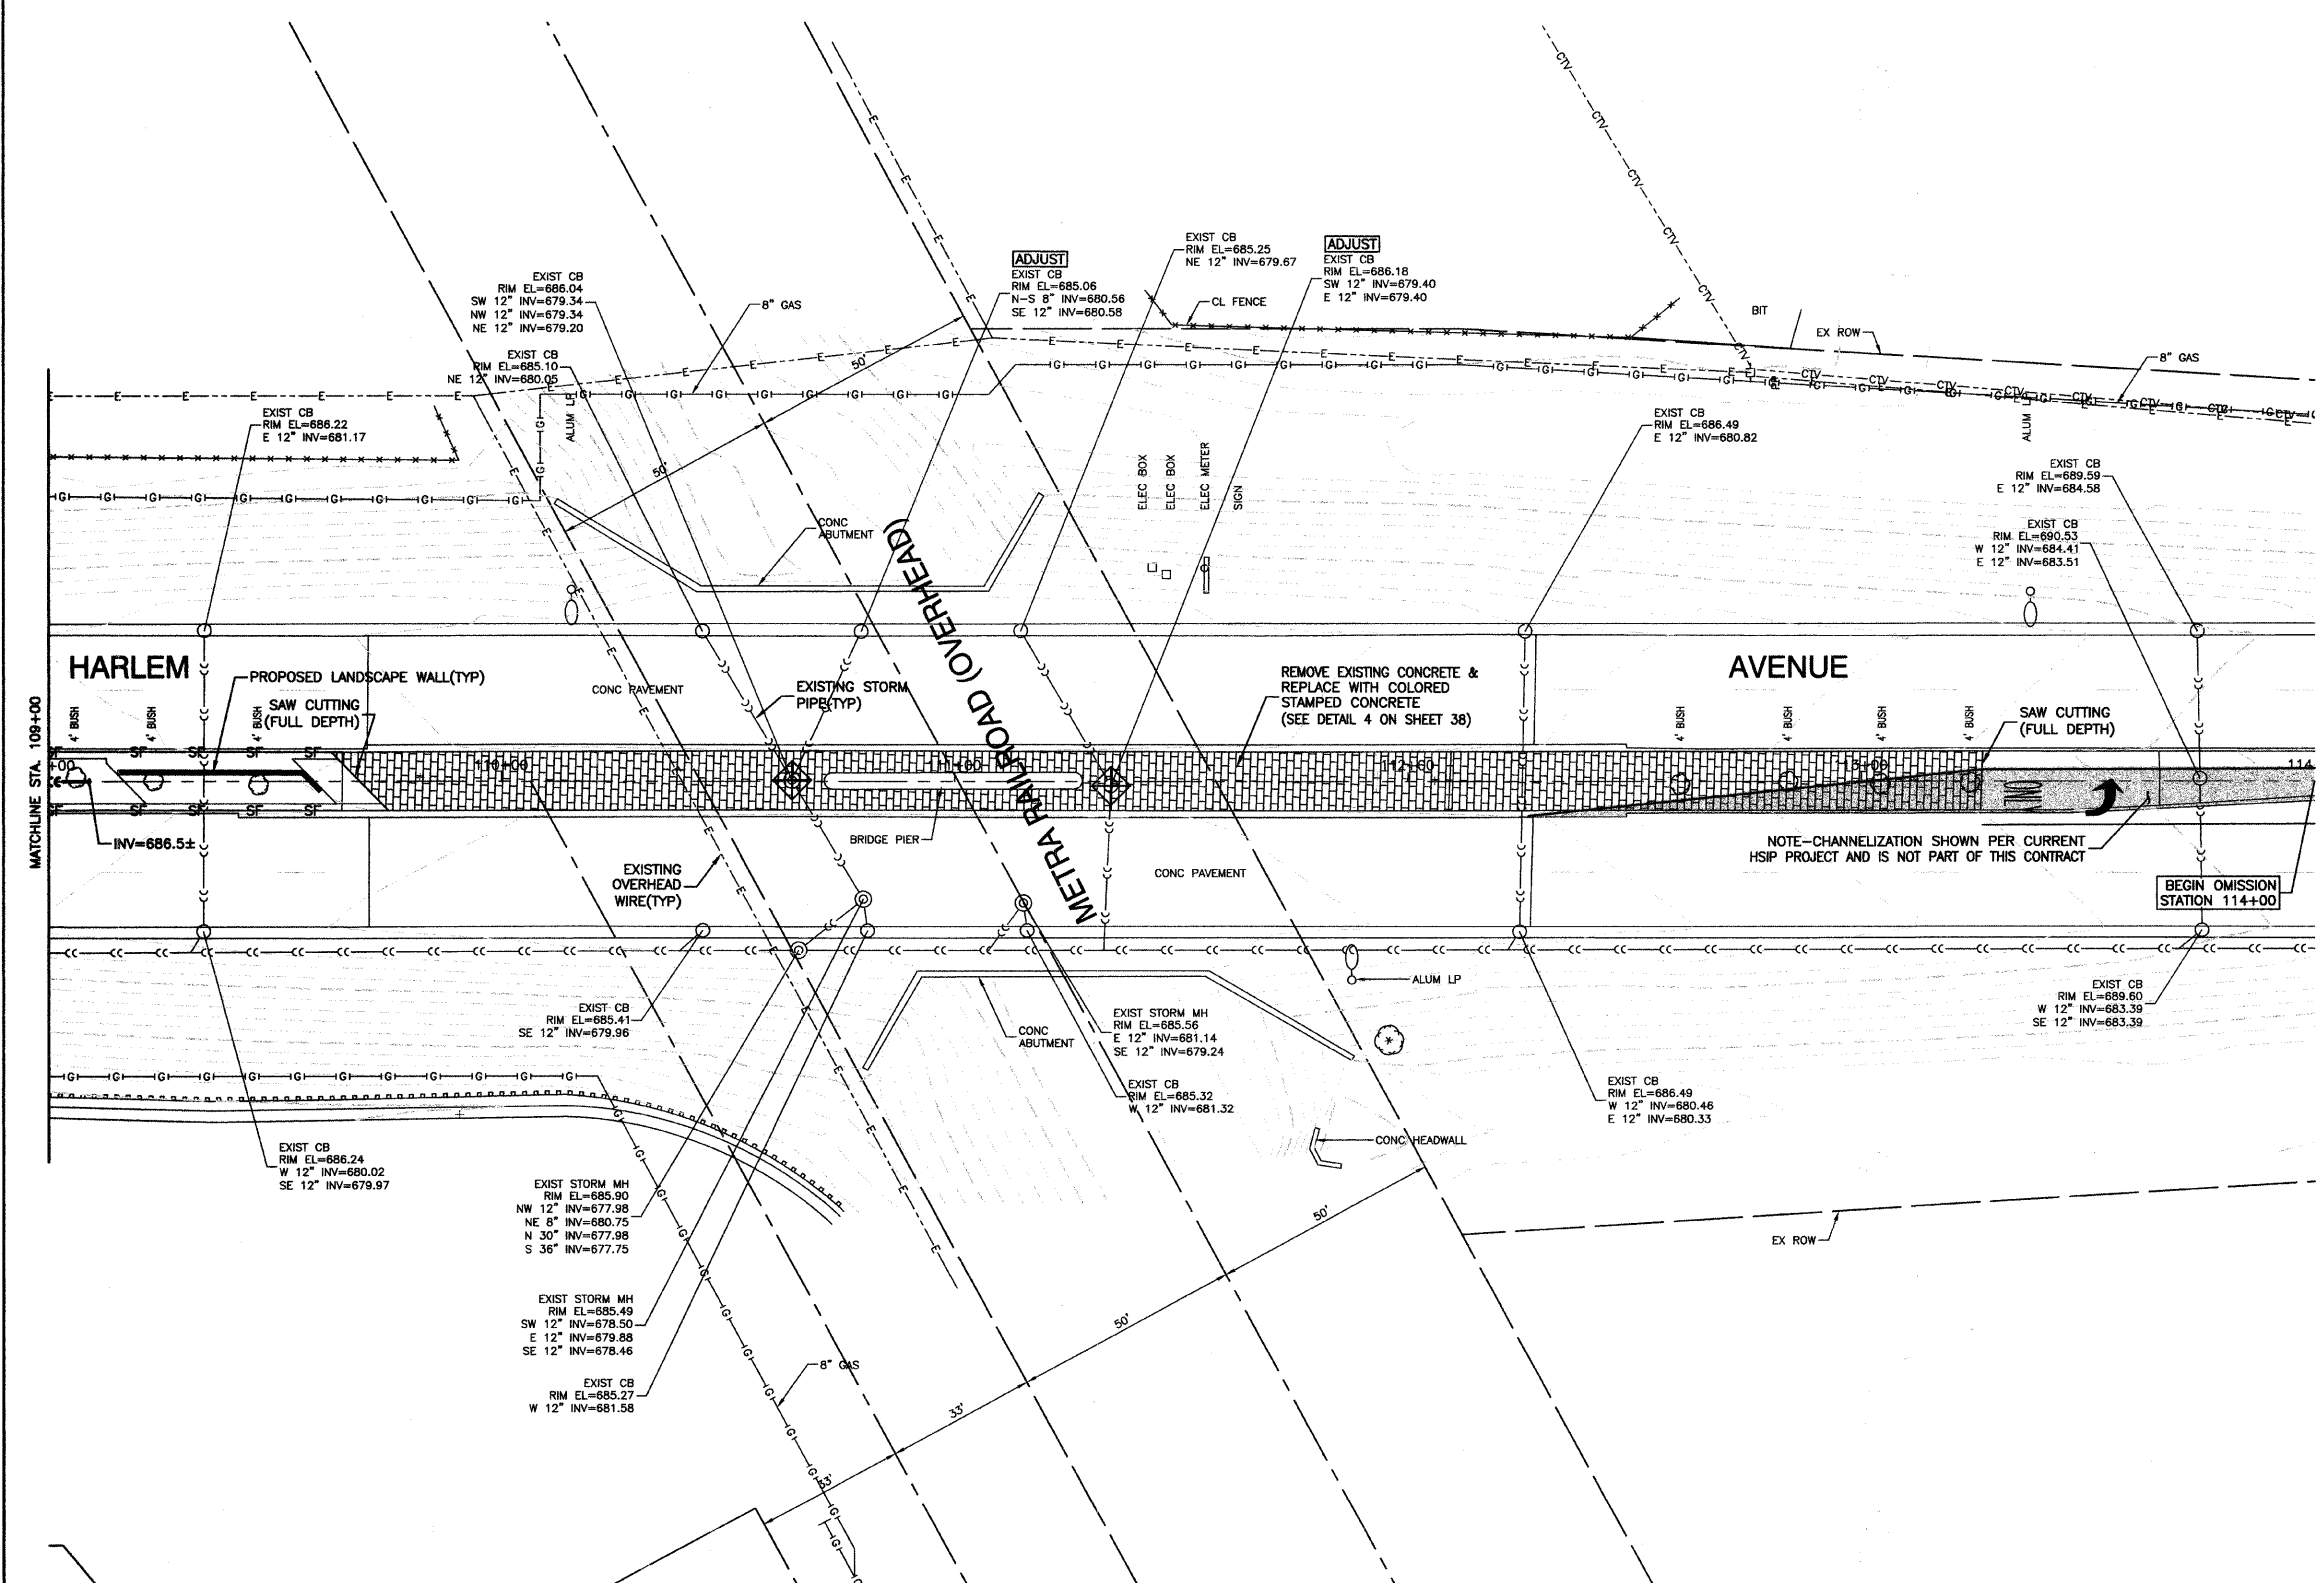 EXIST CB
RIM EL=686.04
SW 12" INV=679.34
NW 12" INV=679.34
NE 12" INV=679.20
EXIST CB
RIM EL=685.10
NE 12" INV=680.05
8" GAS
ADJUST
EXIST CB
RIM EL=685.06
N-S 8" INV=680.56
SE 12" INV=680.58
EXIST CB
RIM EL=685.25
NE 12" INV=679.67
ADJUST
EXIST CB
RIM EL=686.18
SW 12" INV=679.40
E 12" INV=679.40
CL FENCE
BIT
EX ROW
8" GAS
50'
50'
EXIST CB
RIM EL=686.22
E 12" INV=681.17
ALUM LP
CONC
ABUTMENT
ELEC BOX
ELEC BOX
ELEC METER
SIGN
EXIST CB
RIM EL=686.49
E 12" INV=680.82
ALUM
EXIST CB
RIM EL=689.59
E 12" INV=684.58
EXIST CB
RIM EL=690.53
W 12" INV=684.41
E 12" INV=683.51
MATCHLINE STA. 109+00
HARLEM
AVENUE
PROPOSED LANDSCAPE WALL(TYP)
SAW CUTTING
(FULL DEPTH)
4' BUSH
4' BUSH
4' BUSH
CONC PAVEMENT
EXISTING STORM
PIPE(TYP)
METRA RAILROAD (OVERHEAD)
REMOVE EXISTING CONCRETE &
REPLACE WITH COLORED
STAMPED CONCRETE
(SEE DETAIL 4 ON SHEET 38)
4' BUSH
4' BUSH
4' BUSH
4' BUSH
SAW CUTTING
(FULL DEPTH)
SF SF SF SF SF
+00
110+00
111+00
112+00
113+00
114
ONLY
SF SF SF SF SF
INV=686.5±
BRIDGE PIER
EXISTING
OVERHEAD
WIRE(TYP)
CONC PAVEMENT
NOTE-CHANNELIZATION SHOWN PER CURRENT
HSIP PROJECT AND IS NOT PART OF THIS CONTRACT
BEGIN OMISSION
STATION 114+00
ALUM LP
EXIST CB
RIM EL=685.41
SE 12" INV=679.96
CONC
ABUTMENT
EXIST STORM MH
RIM EL=685.56
E 12" INV=681.14
SE 12" INV=679.24
EXIST CB
RIM EL=685.32
W 12" INV=681.32
EXIST CB
RIM EL=686.49
W 12" INV=680.46
E 12" INV=680.33
EXIST CB
RIM EL=689.60
W 12" INV=683.39
SE 12" INV=683.39
CONC HEADWALL
EXIST CB
RIM EL=686.24
W 12" INV=680.02
SE 12" INV=679.97
EXIST STORM MH
RIM EL=685.90
NW 12" INV=677.98
NE 8" INV=680.75
N 30" INV=677.98
S 36" INV=677.75
EX ROW
EXIST STORM MH
RIM EL=685.49
SW 12" INV=678.50
E 12" INV=679.88
SE 12" INV=678.46
EXIST CB
RIM EL=685.27
W 12" INV=681.58
8" GAS
50'
50'
33'
33'